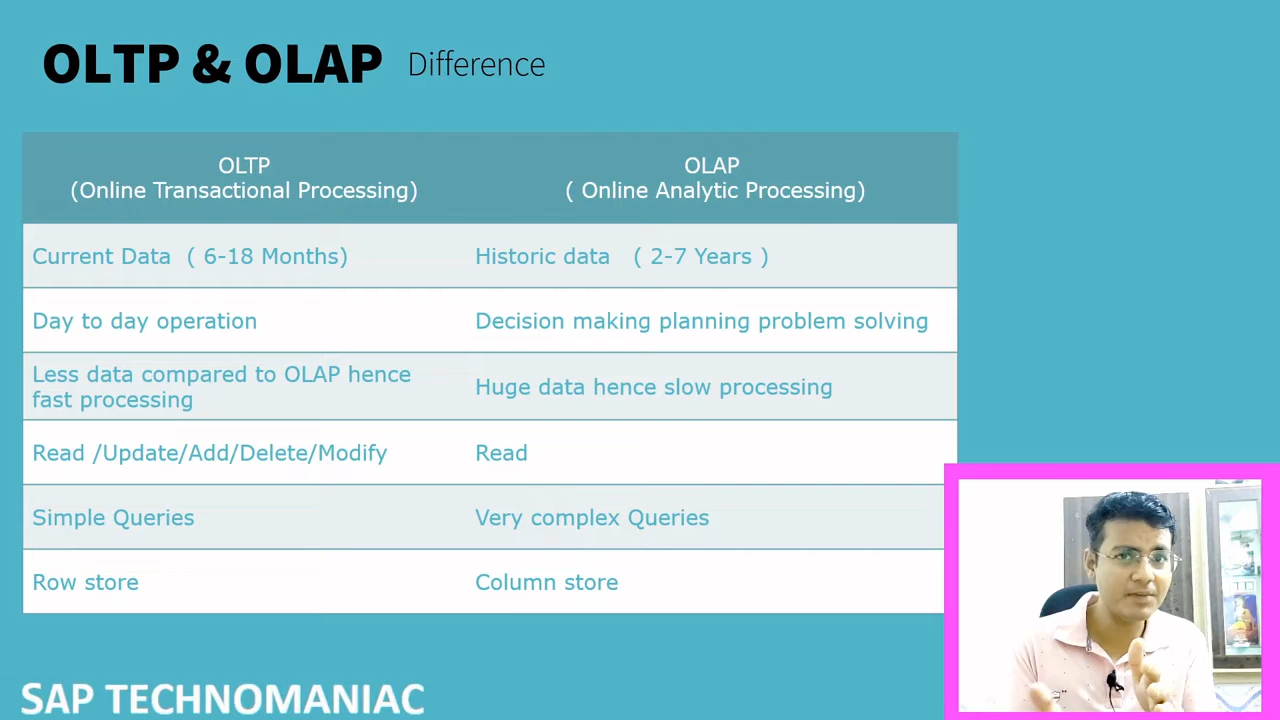 OLTP & OLAP Difference
OLTP
(Online Transactional Processing)
OLAP
( Online Analytic Processing)
Current Data ( 6-18 Months)
Historic data ( 2-7 Years )
Day to day operation
Decision making planning problem solving
Less data compared to OLAP hence
fast processing
Huge data hence slow processing
Read /Update/Add/Delete/Modify
Read
Simple Queries
Very complex Queries
Row store
Column store
SAP TECHNOMANIAC